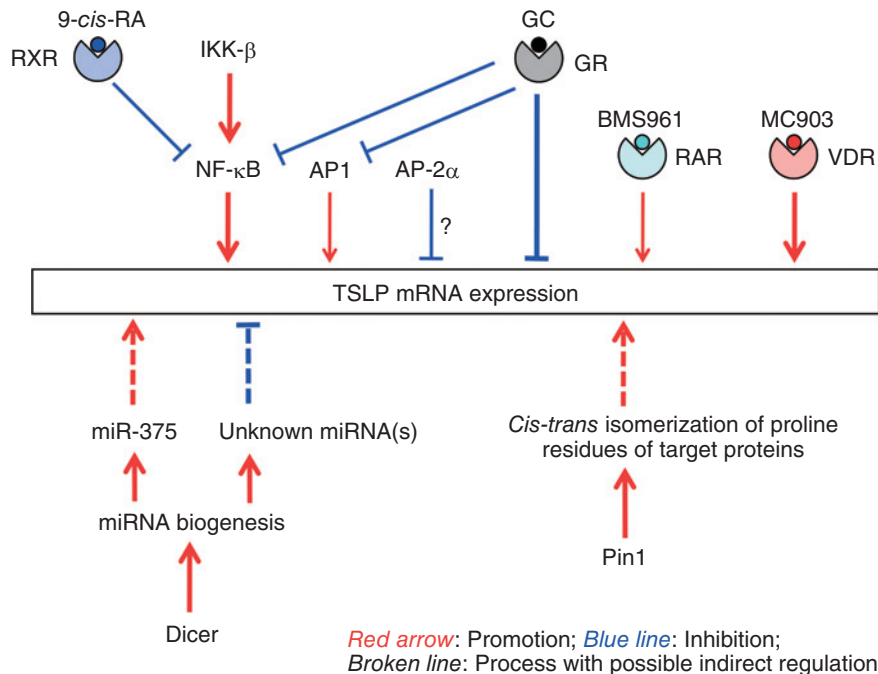 9-cis-RA
GC
RXR
IKK-β
GR
BMS961
MC903
RAR
VDR
NF-κB
AP1
AP-2α
?
TSLP mRNA expression
miR-375
Unknown miRNA(s)
Cis-trans isomerization of proline
residues of target proteins
miRNA biogenesis
Pin1
Dicer
Red arrow: Promotion; Blue line: Inhibition;
Broken line: Process with possible indirect regulation